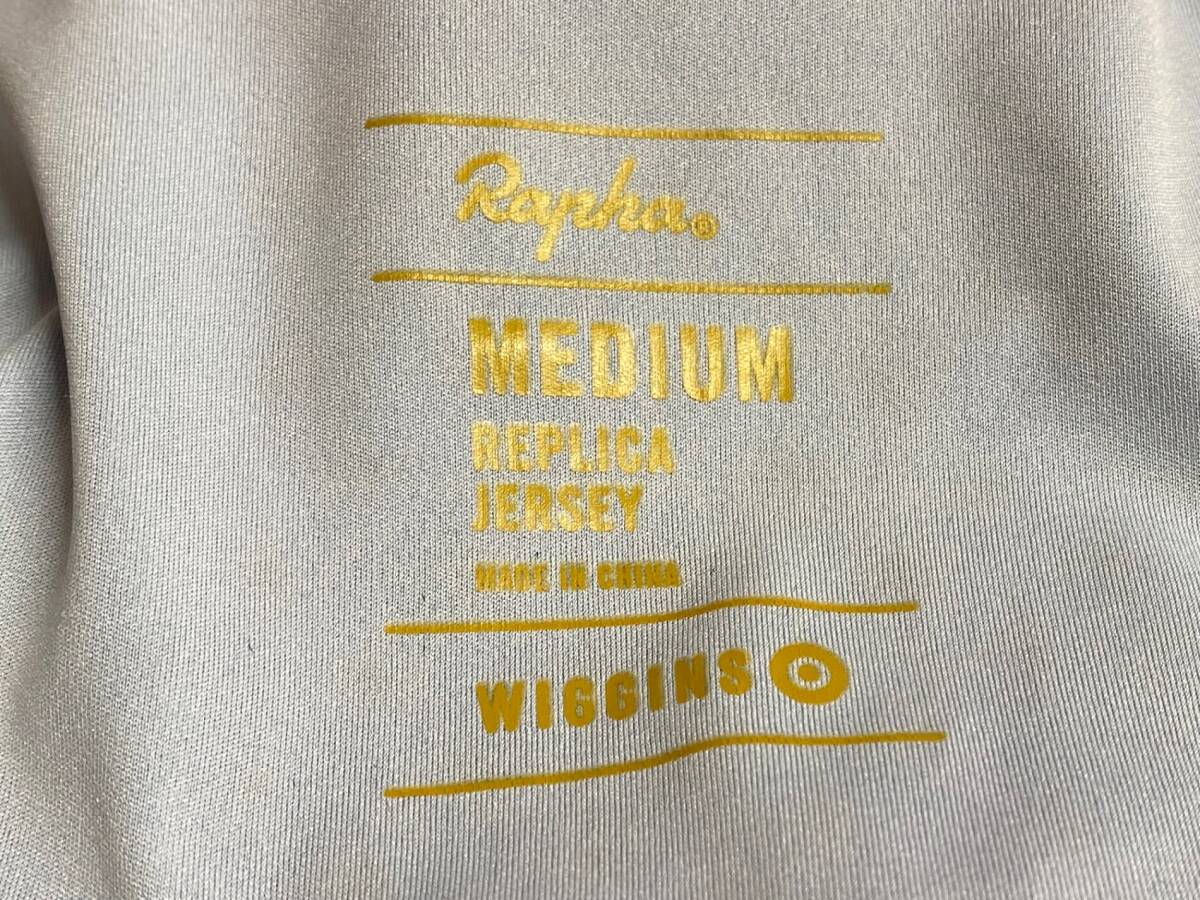 Rapha®
MEDIUM
REPLICA
JERSEY
MADE IN CHINA
WIGGINS